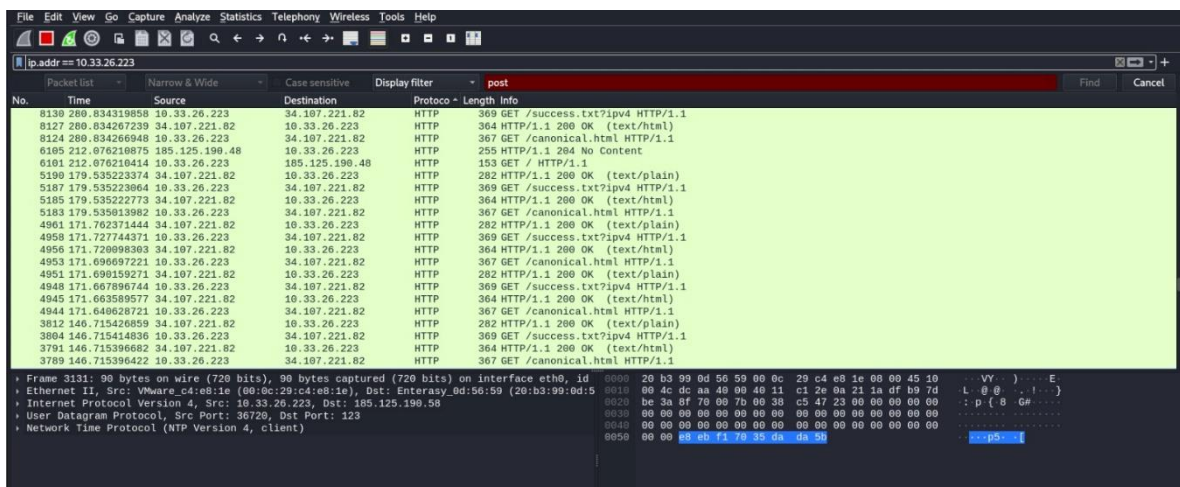 File Edit View Go Capture Analyze Statistics Telephony Wireless Tools Help
ip.addr == 10.33.26.223
Packet list Narrow & Wide Case sensitive Display filter post Find Cancel
No. Time Source Destination Protoco Length Info
8130 280.834319858 10.33.26.223 34.107.221.82 HTTP 369 GET /success.txt?ipv4 HTTP/1.1
8127 280.834267239 34.107.221.82 10.33.26.223 HTTP 364 HTTP/1.1 200 OK (text/html)
8124 280.834266948 10.33.26.223 34.107.221.82 HTTP 367 GET /canonical.html HTTP/1.1
6105 212.076210875 185.125.190.48 10.33.26.223 HTTP 255 HTTP/1.1 204 No Content
6101 212.076210414 10.33.26.223 185.125.190.48 HTTP 153 GET / HTTP/1.1
5190 179.535223374 34.107.221.82 10.33.26.223 HTTP 282 HTTP/1.1 200 OK (text/plain)
5187 179.535223064 10.33.26.223 34.107.221.82 HTTP 369 GET /success.txt?ipv4 HTTP/1.1
5185 179.535222773 34.107.221.82 10.33.26.223 HTTP 364 HTTP/1.1 200 OK (text/html)
5183 179.535013982 10.33.26.223 34.107.221.82 HTTP 367 GET /canonical.html HTTP/1.1
4961 171.762371444 34.107.221.82 10.33.26.223 HTTP 282 HTTP/1.1 200 OK (text/plain)
4958 171.727744371 10.33.26.223 34.107.221.82 HTTP 369 GET /success.txt?ipv4 HTTP/1.1
4956 171.720098303 34.107.221.82 10.33.26.223 HTTP 364 HTTP/1.1 200 OK (text/html)
4953 171.696697221 10.33.26.223 34.107.221.82 HTTP 367 GET /canonical.html HTTP/1.1
4951 171.690159271 34.107.221.82 10.33.26.223 HTTP 282 HTTP/1.1 200 OK (text/plain)
4948 171.667896744 10.33.26.223 34.107.221.82 HTTP 369 GET /success.txt?ipv4 HTTP/1.1
4945 171.663589577 34.107.221.82 10.33.26.223 HTTP 364 HTTP/1.1 200 OK (text/html)
4944 171.640628721 10.33.26.223 34.107.221.82 HTTP 367 GET /canonical.html HTTP/1.1
3812 146.715426859 34.107.221.82 10.33.26.223 HTTP 282 HTTP/1.1 200 OK (text/plain)
3804 146.715414836 10.33.26.223 34.107.221.82 HTTP 369 GET /success.txt?ipv4 HTTP/1.1
3791 146.715396682 34.107.221.82 10.33.26.223 HTTP 364 HTTP/1.1 200 OK (text/html)
3789 146.715396422 10.33.26.223 34.107.221.82 HTTP 367 GET /canonical.html HTTP/1.1
Frame 3131: 90 bytes on wire (720 bits), 90 bytes captured (720 bits) on interface eth0, id
Ethernet II, Src: VMware_c4:e8:1e (00:0c:29:c4:e8:1e), Dst: Enterasy_0d:56:59 (20:b3:99:0d:5
Internet Protocol Version 4, Src: 10.33.26.223, Dst: 185.125.190.58
User Datagram Protocol, Src Port: 36720, Dst Port: 123
Network Time Protocol (NTP Version 4, client)
0000 20 b3 99 0d 56 59 00 0c 29 c4 e8 1e 08 00 45 10 ···VY·· )·····E·
0010 00 4c dc aa 40 00 40 11 c1 2e 0a 21 1a df b9 7d ·L··@·@· ·.·!···}
0020 be 3a 8f 70 00 7b 00 38 c5 47 23 00 00 00 00 00 ·:·p·{·8 ·G#·····
0030 00 00 00 00 00 00 00 00 00 00 00 00 00 00 00 00 ········ ········
0040 00 00 00 00 00 00 00 00 00 00 00 00 00 00 00 00 ········ ········
0050 00 00 e8 eb f1 70 35 da da 5b ·····p5· ·[